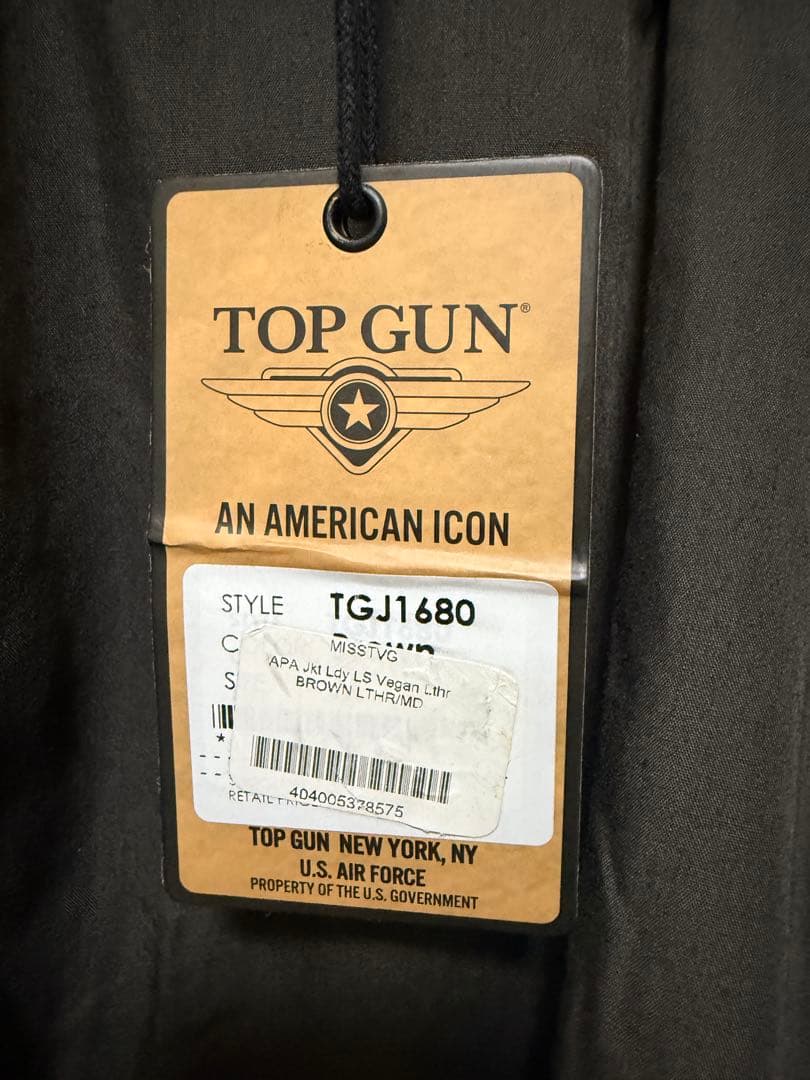 TOP GUN®
AN AMERICAN ICON
STYLE TGJ1680
MISSTVG
APA Jkt Ldy LS Vegan Lthr
BROWN LTHR/MD
404005378575
RETAIL
TOP GUN NEW YORK, NY
U.S. AIR FORCE
PROPERTY OF THE U.S. GOVERNMENT